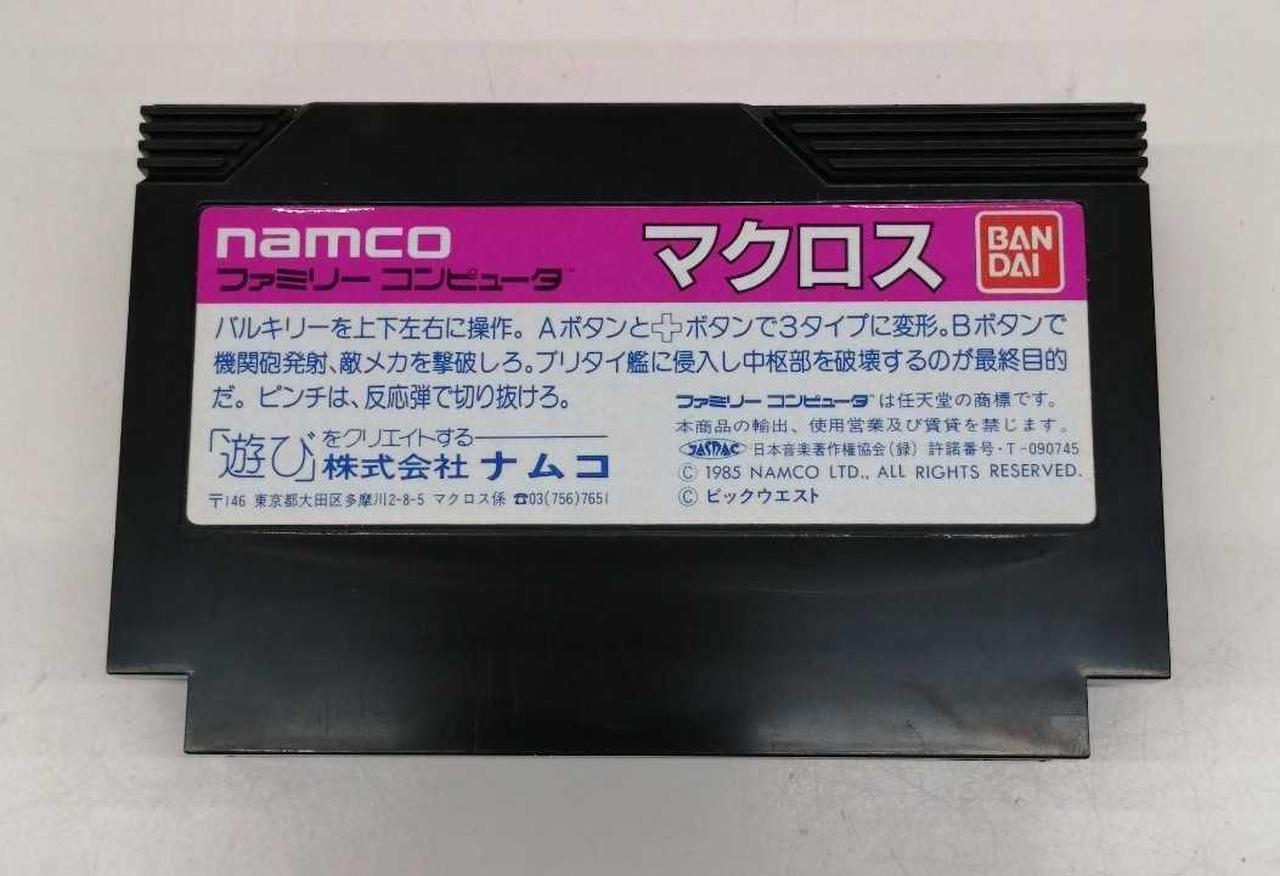 namco
ファミリー コンピュータ™
マクロス
BAN
DAI
バルキリーを上下左右に操作。Aボタンと✚ボタンで3タイプに変形。Bボタンで
機関砲発射、敵メカを撃破しろ。ブリタイ艦に侵入し中枢部を破壊するのが最終目的
だ。ピンチは、反応弾で切り抜けろ。
「遊び」をクリエイトする
株式会社 ナムコ
〒146 東京都大田区多摩川2-8-5 マクロス係 ☎03(756)7651
ファミリー コンピュータ™は任天堂の商標です。
本商品の輸出、使用営業及び賃貸を禁じます。
JASRAC 日本音楽著作権協会(録) 許諾番号・T-090745
© 1985 NAMCO LTD., ALL RIGHTS RESERVED.
© ビックウエスト